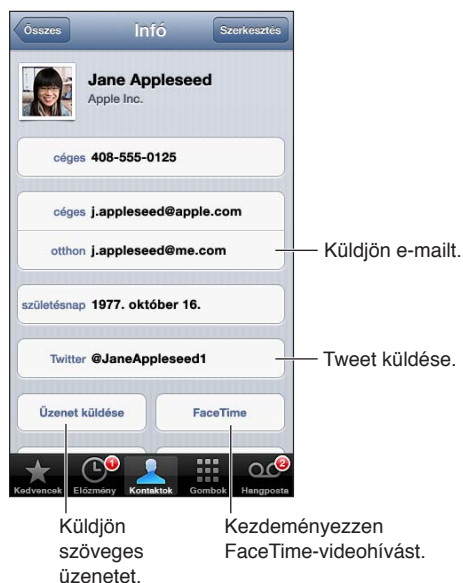 Összes
Infó
Szerkesztés
Jane Appleseed
Apple Inc.
céges 408-555-0125
céges j.appleseed@apple.com
otthon j.appleseed@me.com
Küldjön e-mailt.
születésnap 1977. október 16.
Twitter @JaneAppleseed1
Tweet küldése.
Üzenet küldése
FaceTime
1
2
Kedvencek
Előzmény
Kontaktok
Gombok
Hangposta
Küldjön
szöveges
üzenetet.
Kezdeményezzen
FaceTime-videohívást.